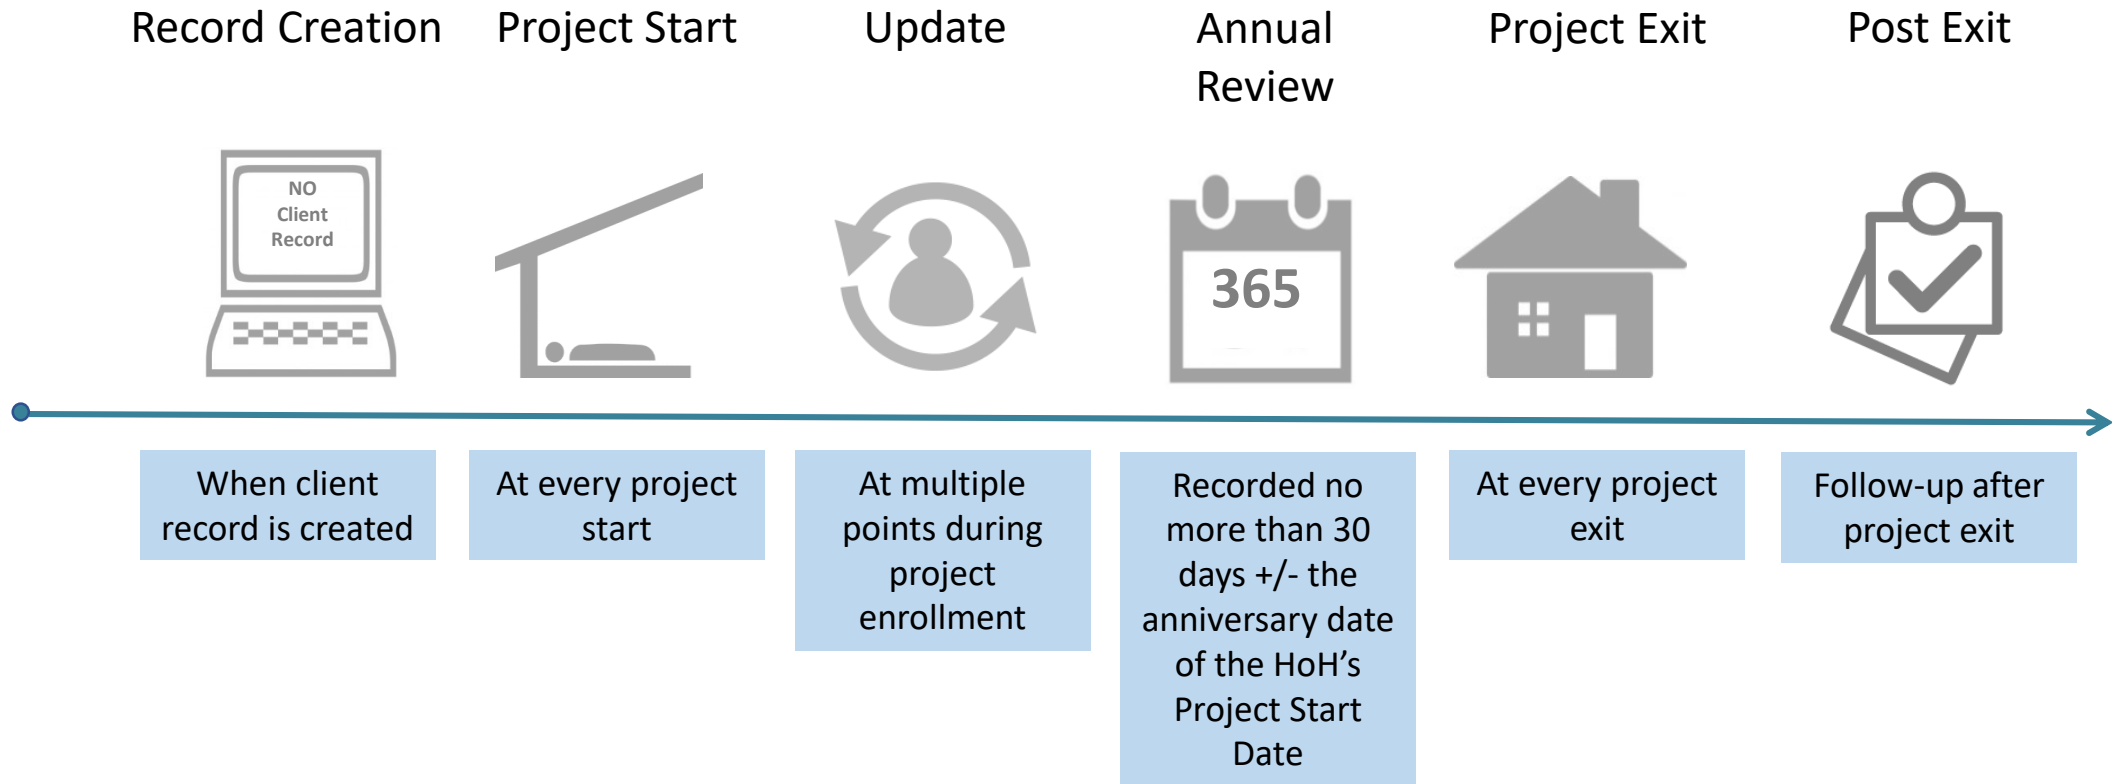 Record Creation
Project Start
Update
Annual
Review
Project Exit
Post Exit
NO
Client
Record
365
When client
record is created
At every project
start
At multiple
points during
project
enrollment
Recorded no
more than 30
days +/- the
anniversary date
of the HoH’s
Project Start
Date
At every project
exit
Follow-up after
project exit